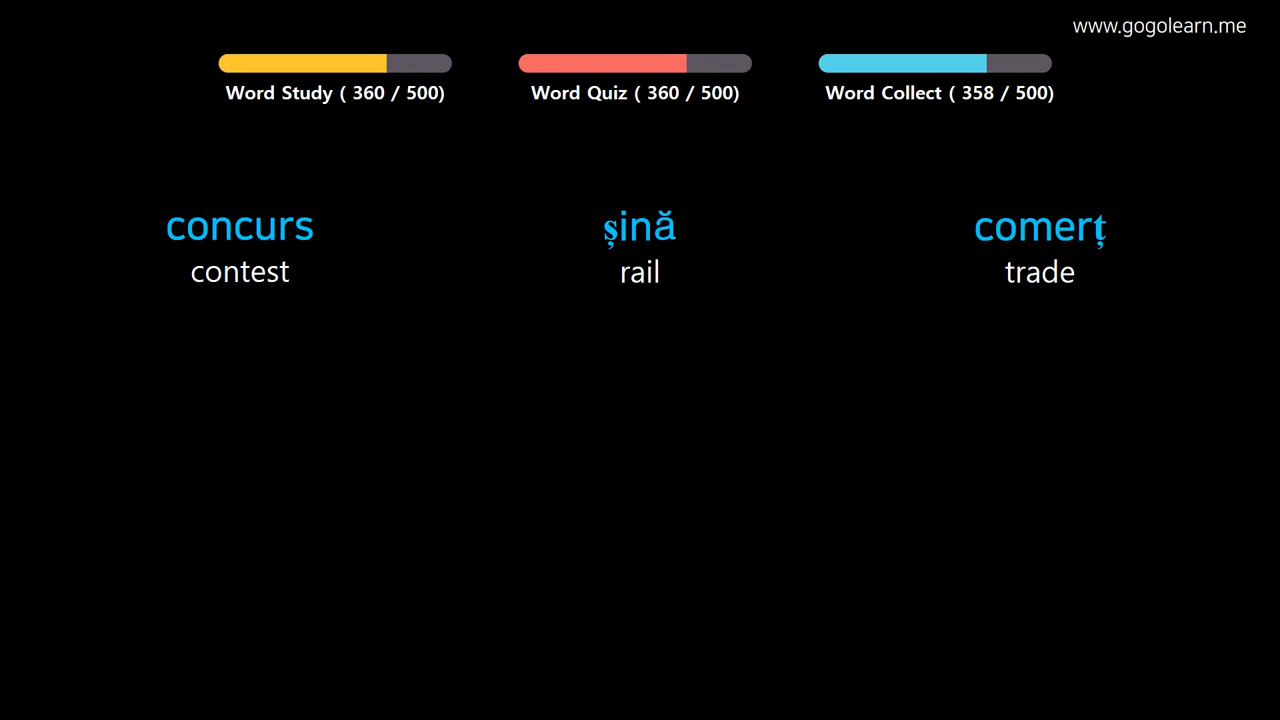 www.gogolearn.me
Word Study ( 360 / 500)
Word Quiz ( 360 / 500)
Word Collect ( 358 / 500)
concurs
contest
șină
rail
comerț
trade